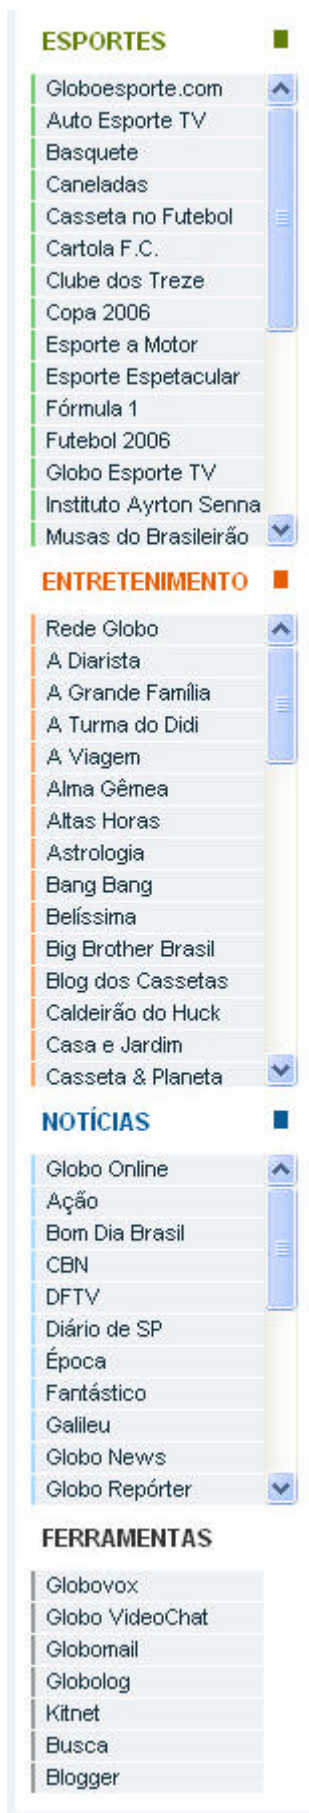 ESPORTES
Globoesporte.com
Auto Esporte TV
Basquete
Caneladas
Casseta no Futebol
Cartola F.C.
Clube dos Treze
Copa 2006
Esporte a Motor
Esporte Espetacular
Fórmula 1
Futebol 2006
Globo Esporte TV
Instituto Ayrton Senna
Musas do Brasileirão
ENTRETENIMENTO
Rede Globo
A Diarista
A Grande Família
A Turma do Didi
A Viagem
Alma Gêmea
Altas Horas
Astrologia
Bang Bang
Belíssima
Big Brother Brasil
Blog dos Cassetas
Caldeirão do Huck
Casa e Jardim
Casseta & Planeta
NOTÍCIAS
Globo Online
Ação
Bom Dia Brasil
CBN
DFTV
Diário de SP
Época
Fantástico
Galileu
Globo News
Globo Repórter
FERRAMENTAS
Globovox
Globo VideoChat
Globomail
Globolog
Kitnet
Busca
Blogger